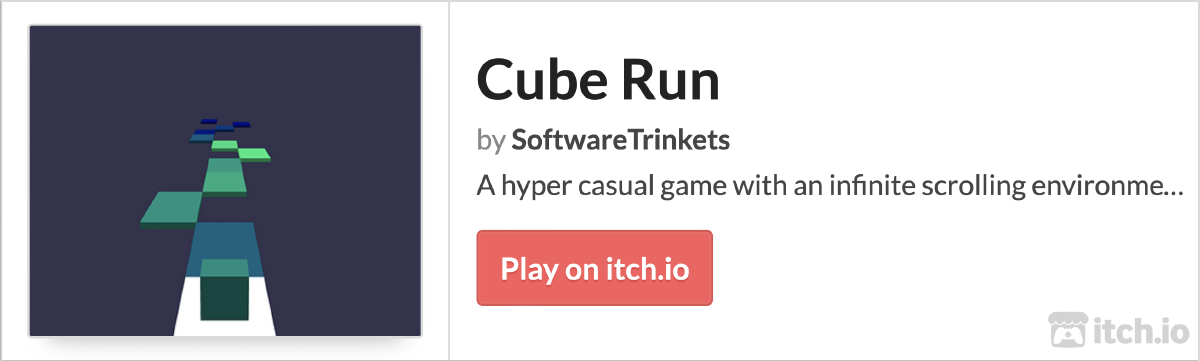 Cube Run
by SoftwareTrinkets
A hyper casual game with an infinite scrolling environme...
Play on itch.io
itch.io